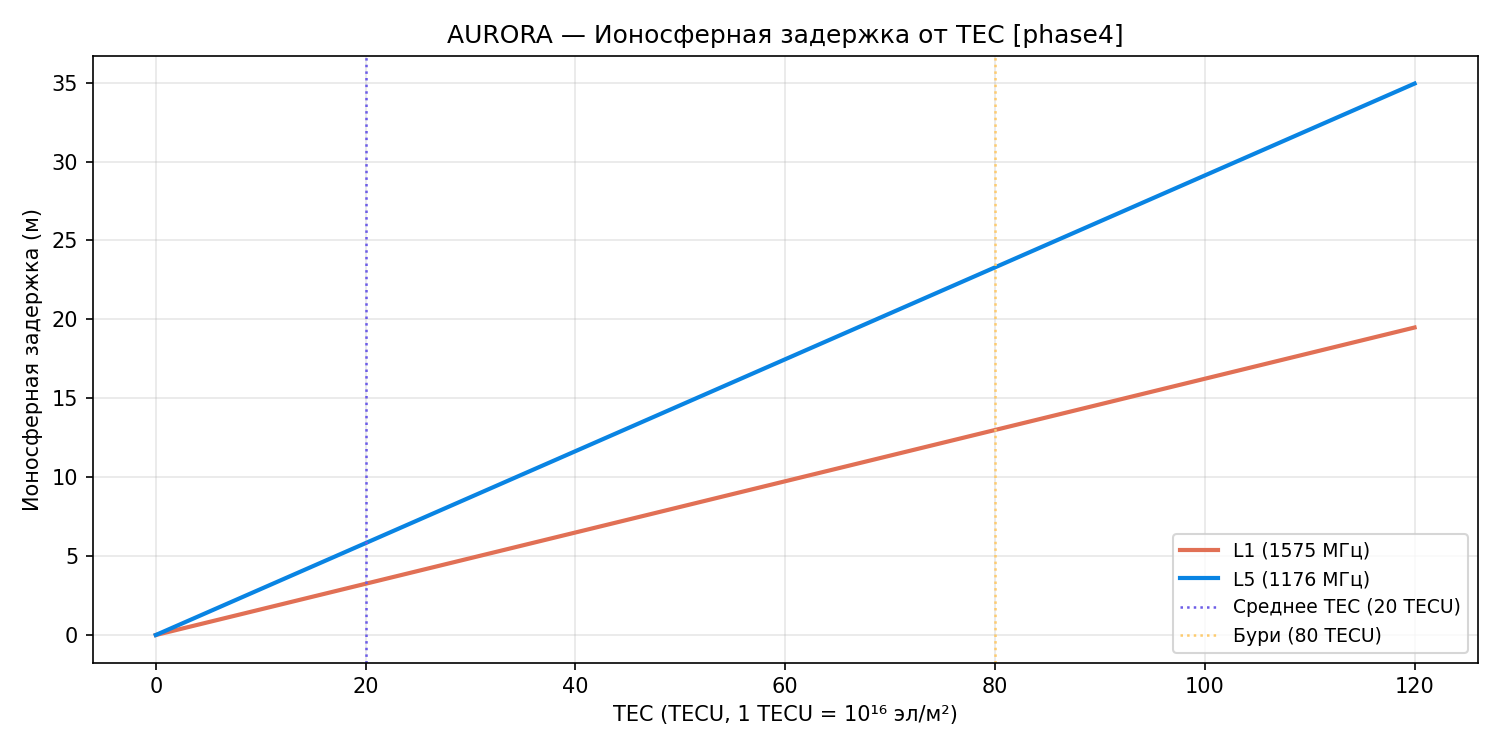 AURORA — Ионосферная задержка от TEC [phase4]
Ионосферная задержка (м)
35
30
25
20
15
10
5
0
L1 (1575 МГц)
L5 (1176 МГц)
Среднее TEC (20 TECU)
Бури (80 TECU)
0 20 40 60 80 100 120
TEC (TECU, 1 TECU = 10¹⁶ эл/м²)